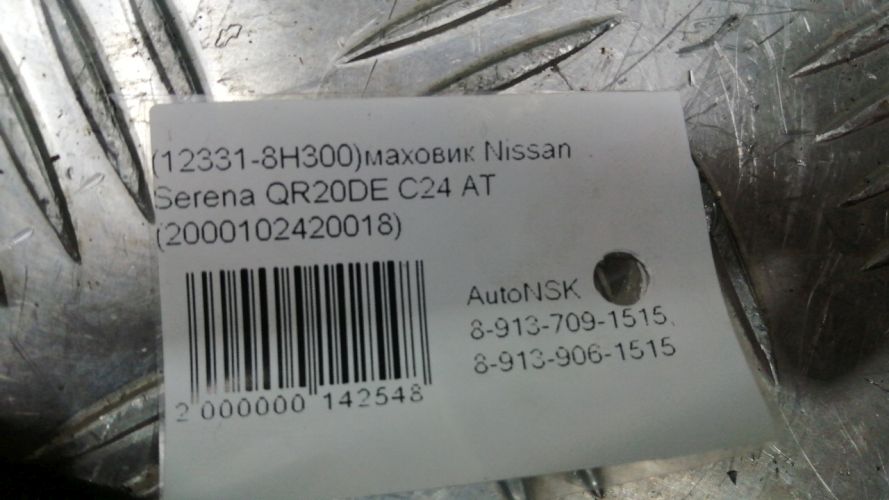 (12331-8H300)маховик Nissan
Serena QR20DE C24 AT
(2000102420018)
AutoNSK
8-913-709-1515,
8-913-906-1515
2 000000 142548